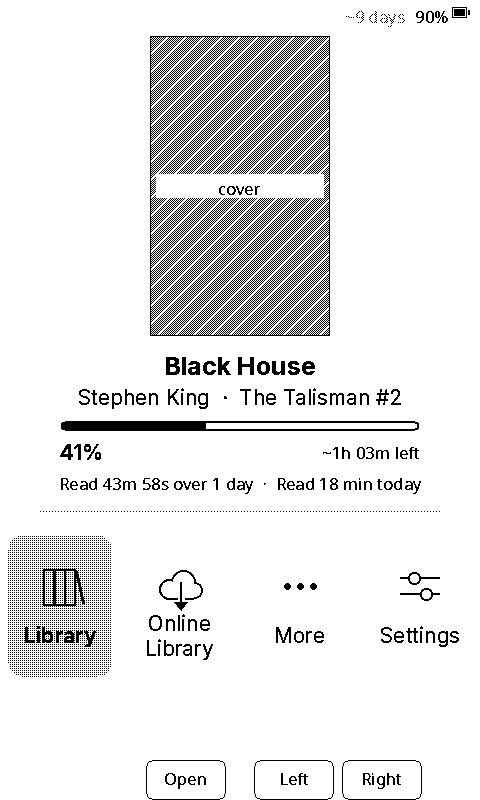 ~9 days 90%
cover
Black House
Stephen King · The Talisman #2
41% ~1h 03m left
Read 43m 58s over 1 day · Read 18 min today
Library
Online Library
More
Settings
Open Left Right